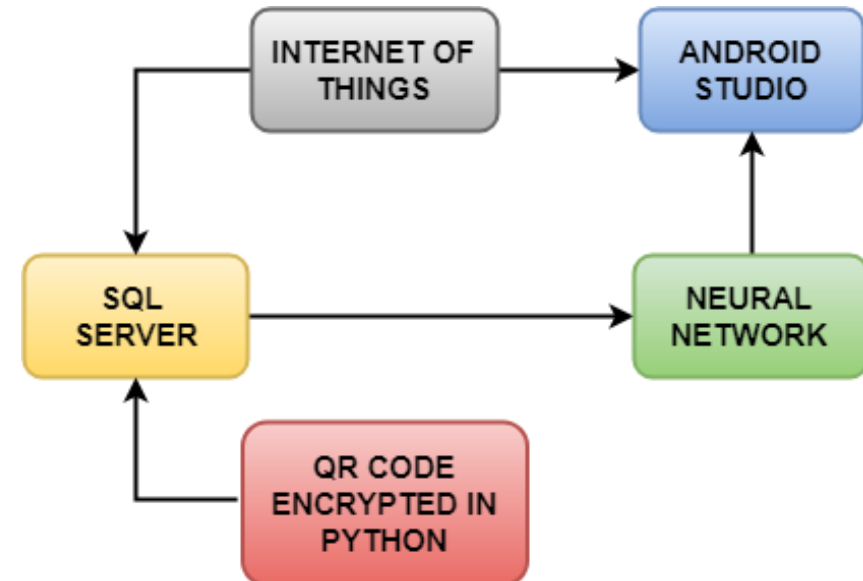 INTERNET OF
THINGS
ANDROID
STUDIO
SQL
SERVER
NEURAL
NETWORK
QR CODE
ENCRYPTED IN
PYTHON